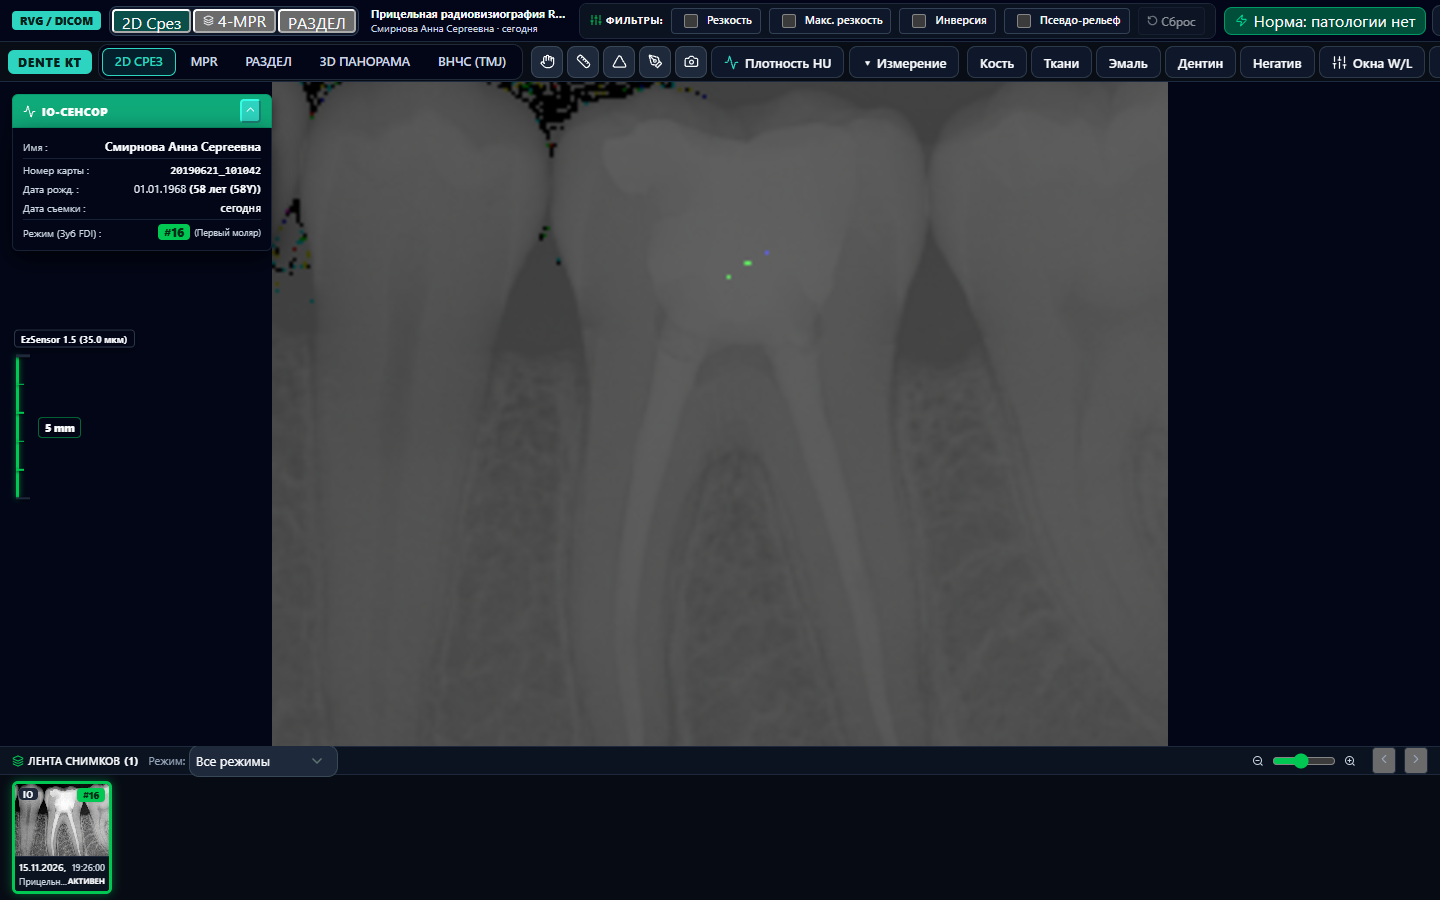 RVG / DICOM
2D Срез
4-MPR
РАЗДЕЛ
Прицельная радиовизиография R...
Смирнова Анна Сергеевна · сегодня
ФИЛЬТРЫ:
Резкость
Макс. резкость
Инверсия
Псевдо-рельеф
Сброс
Норма: патологии нет
DENTE КТ
2D СРЕЗ
MPR
РАЗДЕЛ
3D ПАНОРАМА
ВНЧС (TMJ)
Плотность HU
Измерение
Кость
Ткани
Эмаль
Дентин
Негатив
Окна W/L
IO-СЕНСОР
Имя : Смирнова Анна Сергеевна
Номер карты : 20190621_101042
Дата рожд. : 01.01.1968 (58 лет (58Y))
Дата съемки : сегодня
Режим (Зуб FDI) : #16 (Первый моляр)
EzSensor 1.5 (35.0 мкм)
5 mm
ЛЕНТА СНИМКОВ (1)
Режим: Все режимы
IO
#16
15.11.2026, 19:26:00
Прицельн... АКТИВЕН